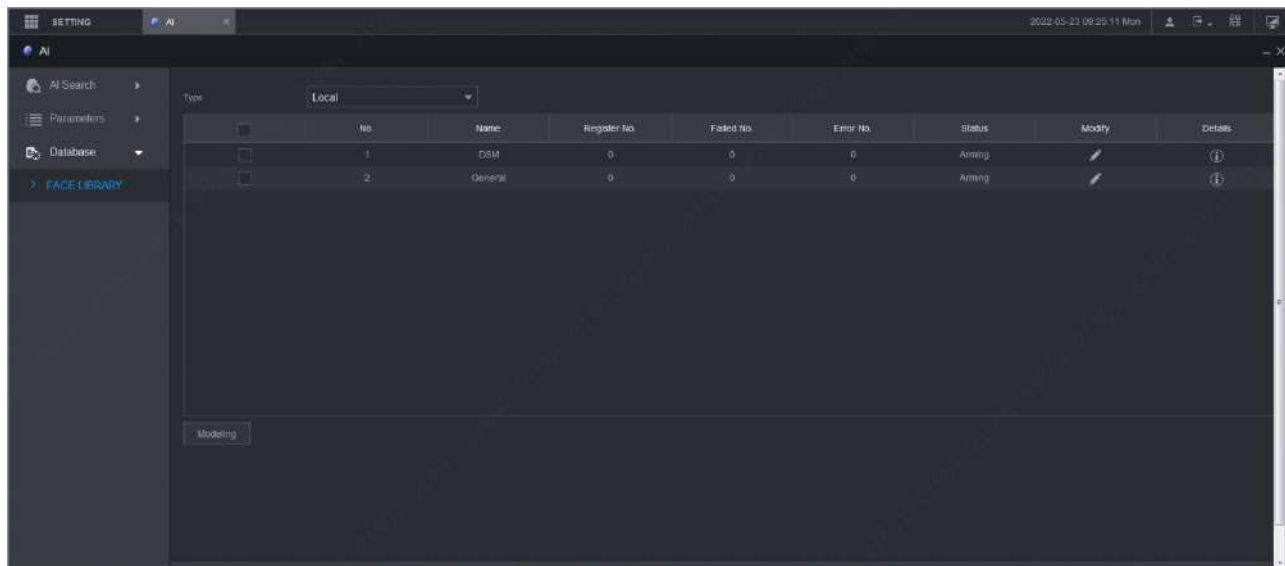 SETTING AI 2022-05-23 09:25:11 Mon
AI
AI Search
Parameters
Database
FACE LIBRARY
Type Local
No. Name Register No. Failed No. Error No. Status Modify Details
1 DSM 0 0 0 Arming
2 General 0 0 0 Arming
Modeling